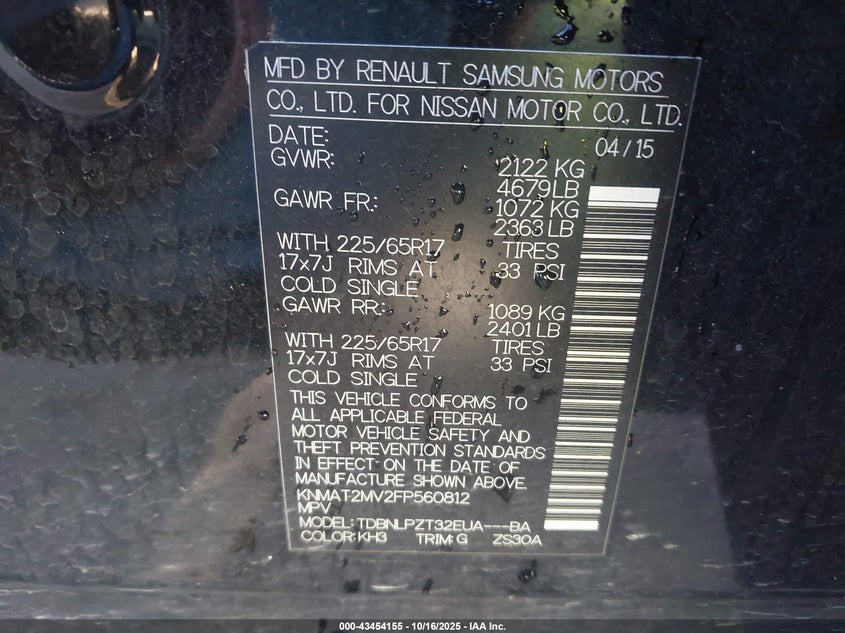 MFD BY RENAULT SAMSUNG MOTORS
CO., LTD. FOR NISSAN MOTOR CO., LTD.
DATE: 04/15
GVWR: 2122 KG
4679 LB
GAWR FR.: 1072 KG
2363 LB
WITH 225/65R17 TIRES
17x7J RIMS AT 33 PSI
COLD SINGLE
GAWR RR.: 1089 KG
2401 LB
WITH 225/65R17 TIRES
17x7J RIMS AT 33 PSI
COLD SINGLE
THIS VEHICLE CONFORMS TO
ALL APPLICABLE FEDERAL
MOTOR VEHICLE SAFETY AND
THEFT PREVENTION STANDARDS
IN EFFECT ON THE DATE OF
MANUFACTURE SHOWN ABOVE.
KNMAT2MV2FP560812
MPV
MODEL: TDBNLPZT32EUA---BA
COLOR: KH3 TRIM: G ZS30A
000-43454155 - 10/16/2025 - IAA Inc.